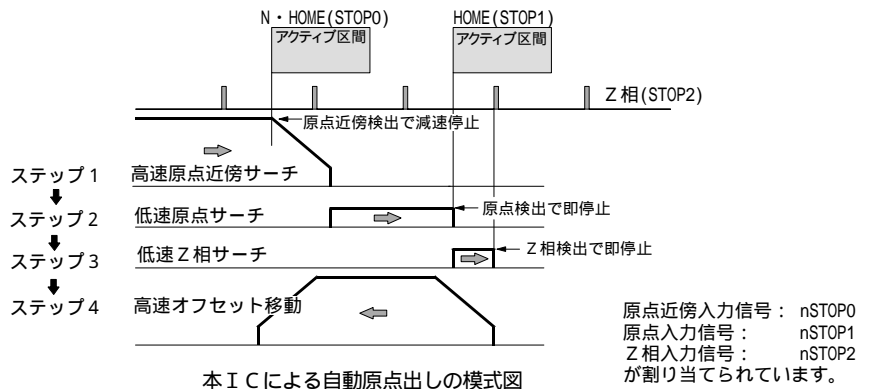 N・HOME(STOP0)
HOME(STOP1)
アクティブ区間
アクティブ区間
Z相(STOP2)
原点近傍検出で減速停止
ステップ1
高速原点近傍サーチ
ステップ2
低速原点サーチ
原点検出で即停止
ステップ3
低速Z相サーチ
Z相検出で即停止
ステップ4
高速オフセット移動
原点近傍入力信号： nSTOP0
原点入力信号： nSTOP1
Z相入力信号： nSTOP2
が割り当てられています。
本ICによる自動原点出しの模式図